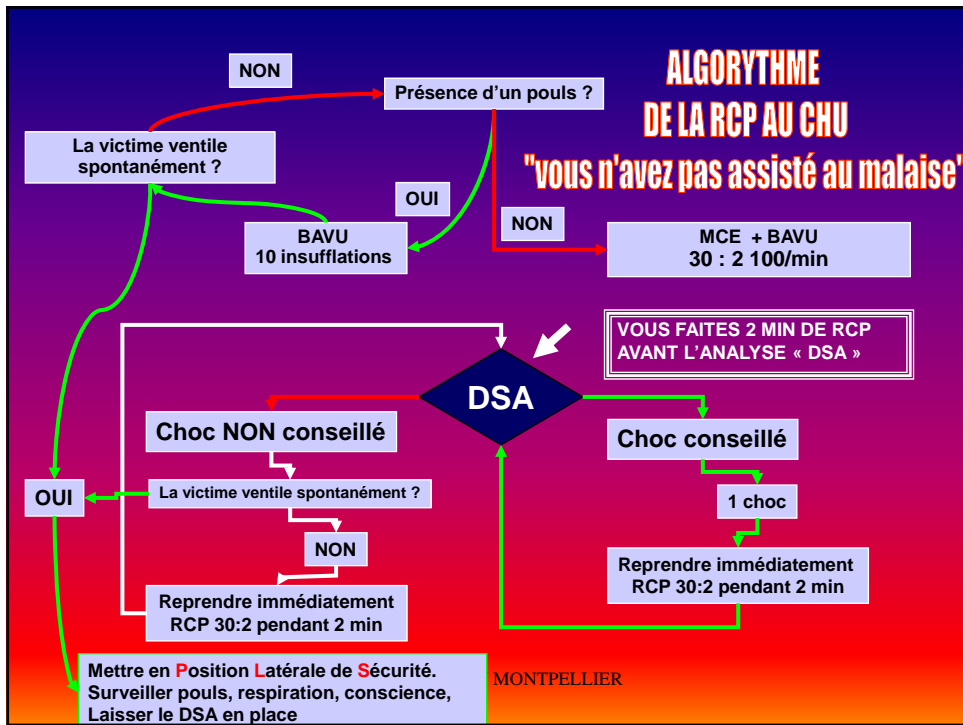 ALGORYTHME
DE LA RCP AU CHU
"vous n'avez pas assisté au malaise"
NON
Présence d'un pouls ?
La victime ventile
spontanément ?
OUI
BAVU
10 insufflations
NON
MCE + BAVU
30 : 2 100/min
VOUS FAITES 2 MIN DE RCP
AVANT L'ANALYSE « DSA »
DSA
Choc NON conseillé
Choc conseillé
OUI
La victime ventile spontanément ?
1 choc
NON
Reprendre immédiatement
RCP 30:2 pendant 2 min
Reprendre immédiatement
RCP 30:2 pendant 2 min
Mettre en Position Latérale de Sécurité.
Surveiller pouls, respiration, conscience,
Laisser le DSA en place
MONTPELLIER